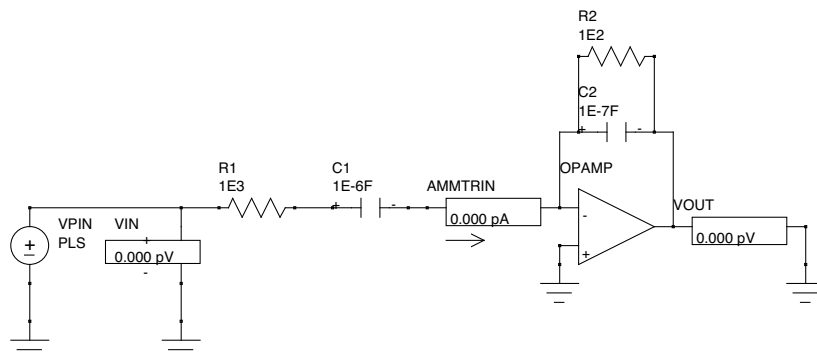 R2
1E2
C2
1E-7F
+ -
R1
1E3
C1
1E-6F
+ -
AMMTRIN
0.000 pA
OPAMP
-
+
VOUT
0.000 pV
VPIN
PLS
+
-
VIN
+
0.000 pV
-